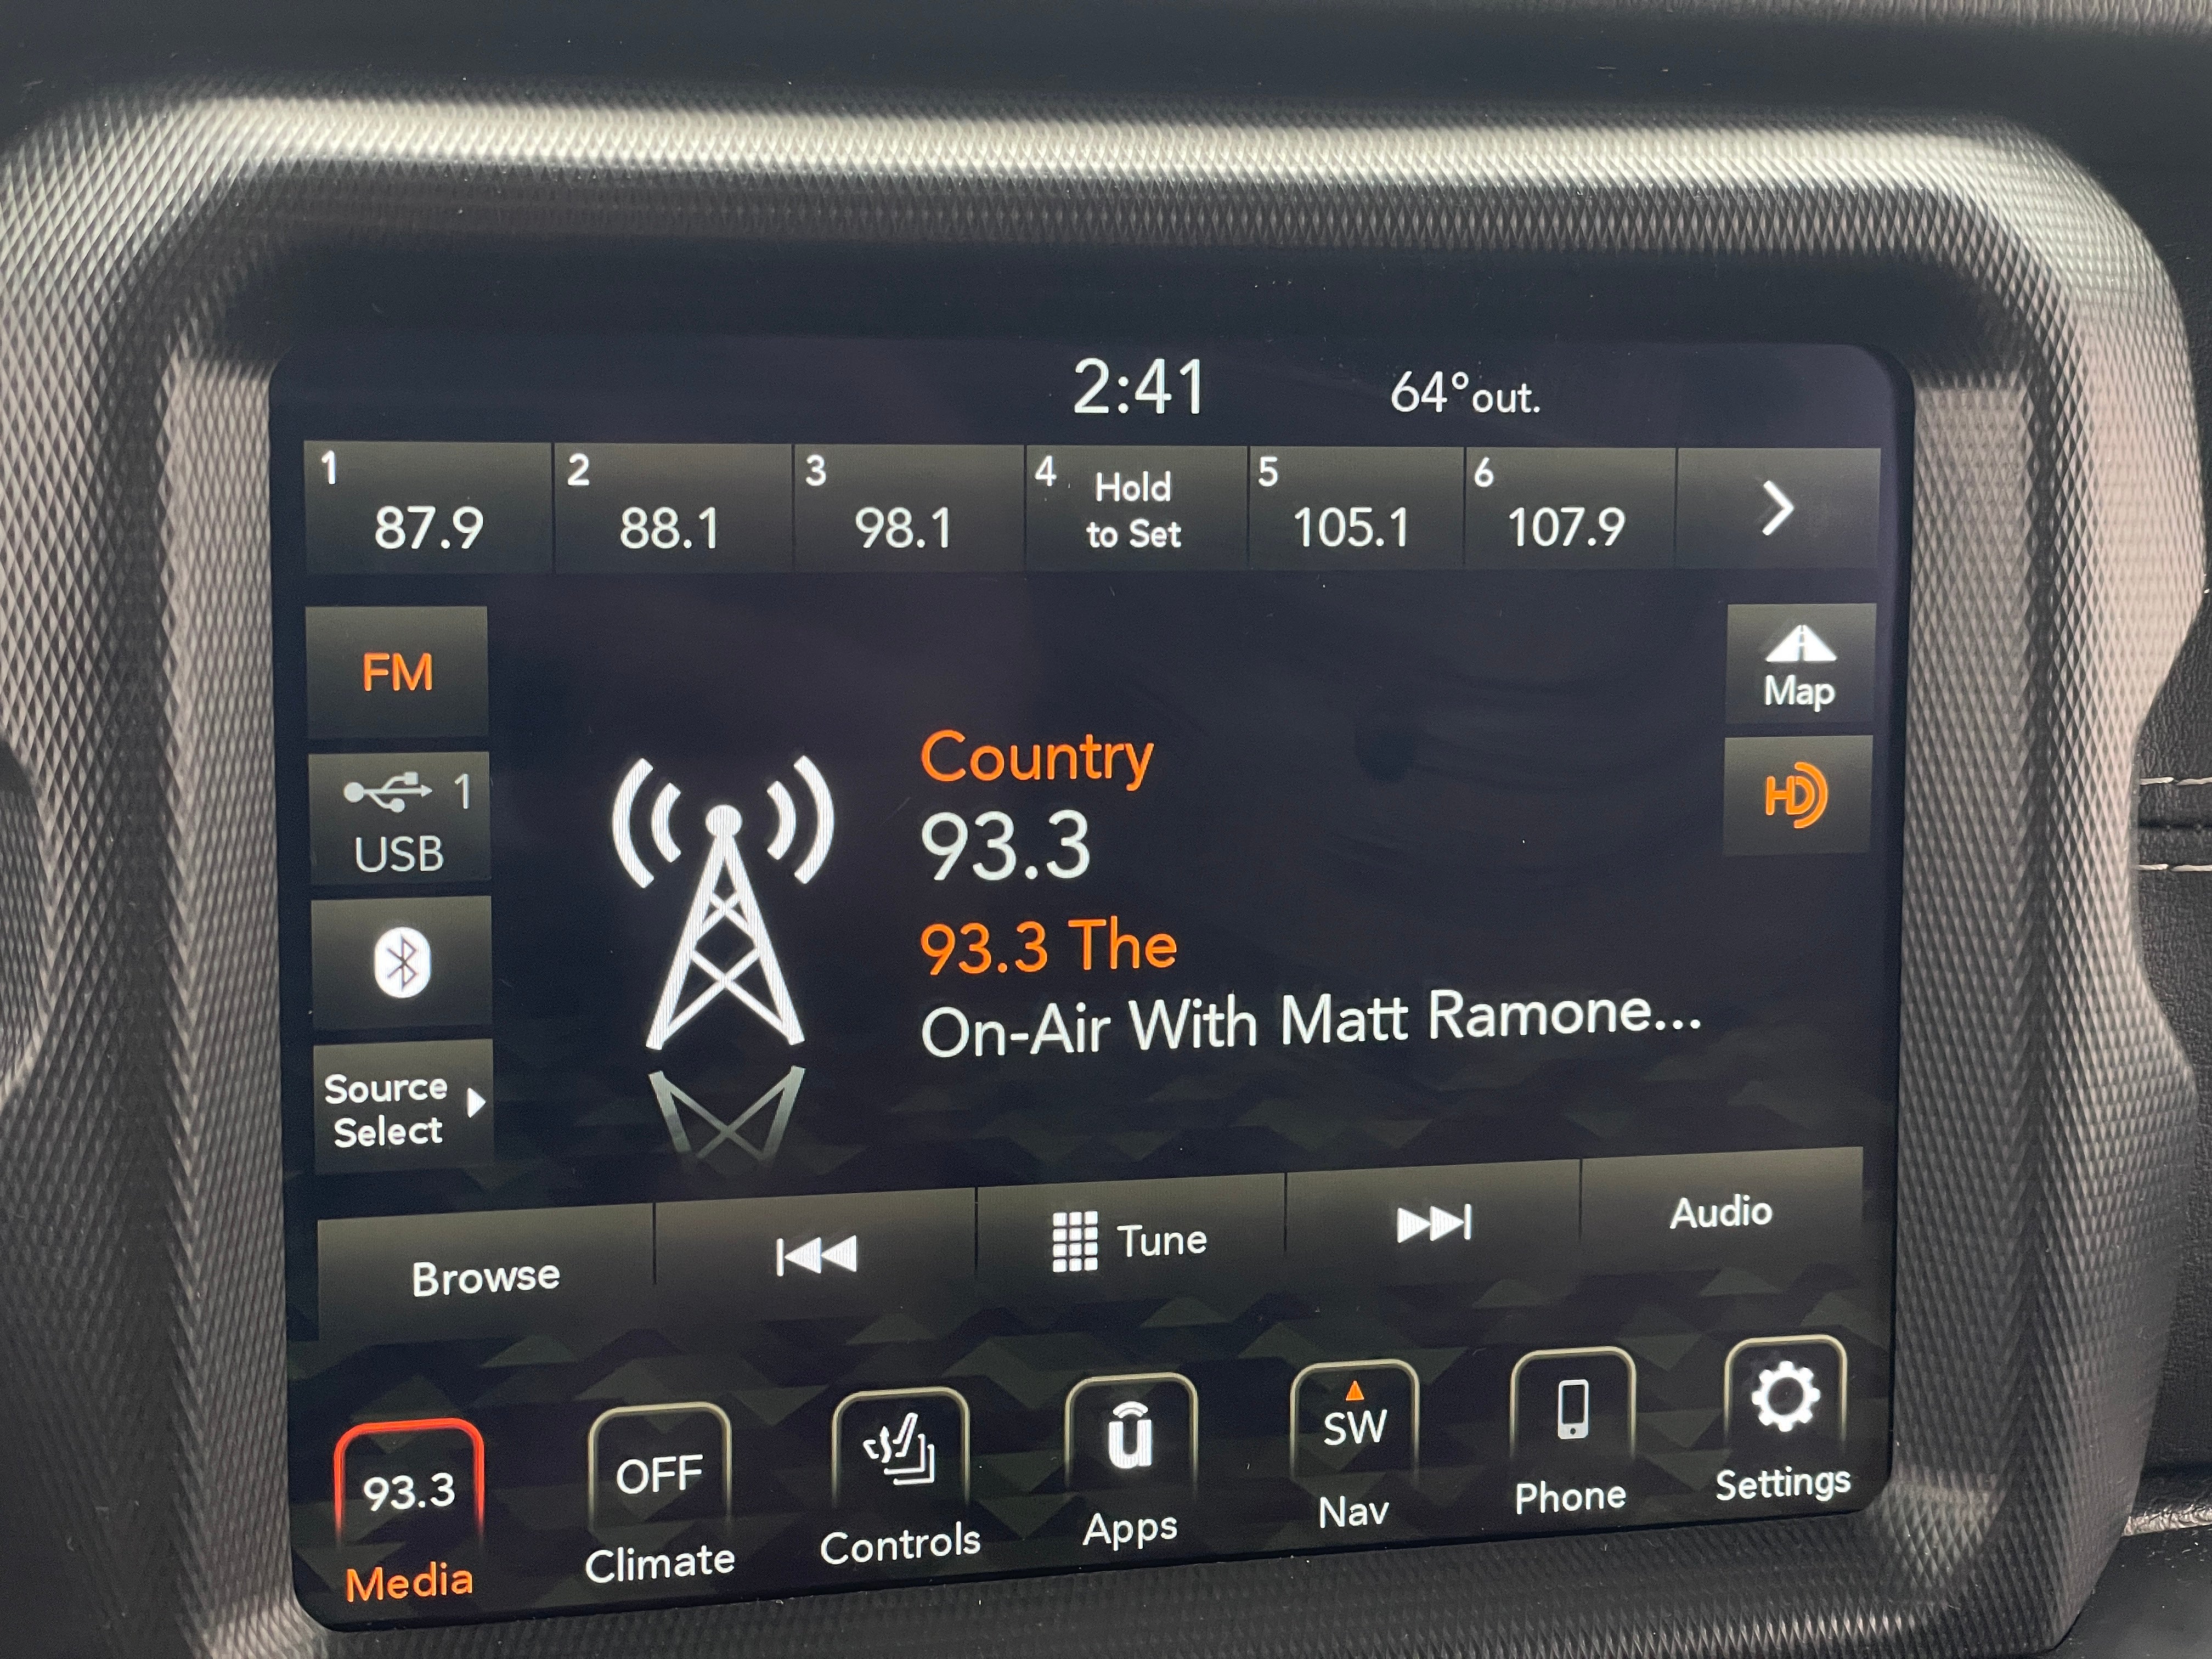 2:41 64°out.
1 2 3 4 Hold 5 6
87.9 88.1 98.1 to Set 105.1 107.9
FM
Map
1
USB
HD
Country
93.3
93.3 The
On-Air With Matt Ramone...
Source
Select
Browse Tune Audio
93.3 OFF u SW
Media Climate Controls Apps Nav Phone Settings